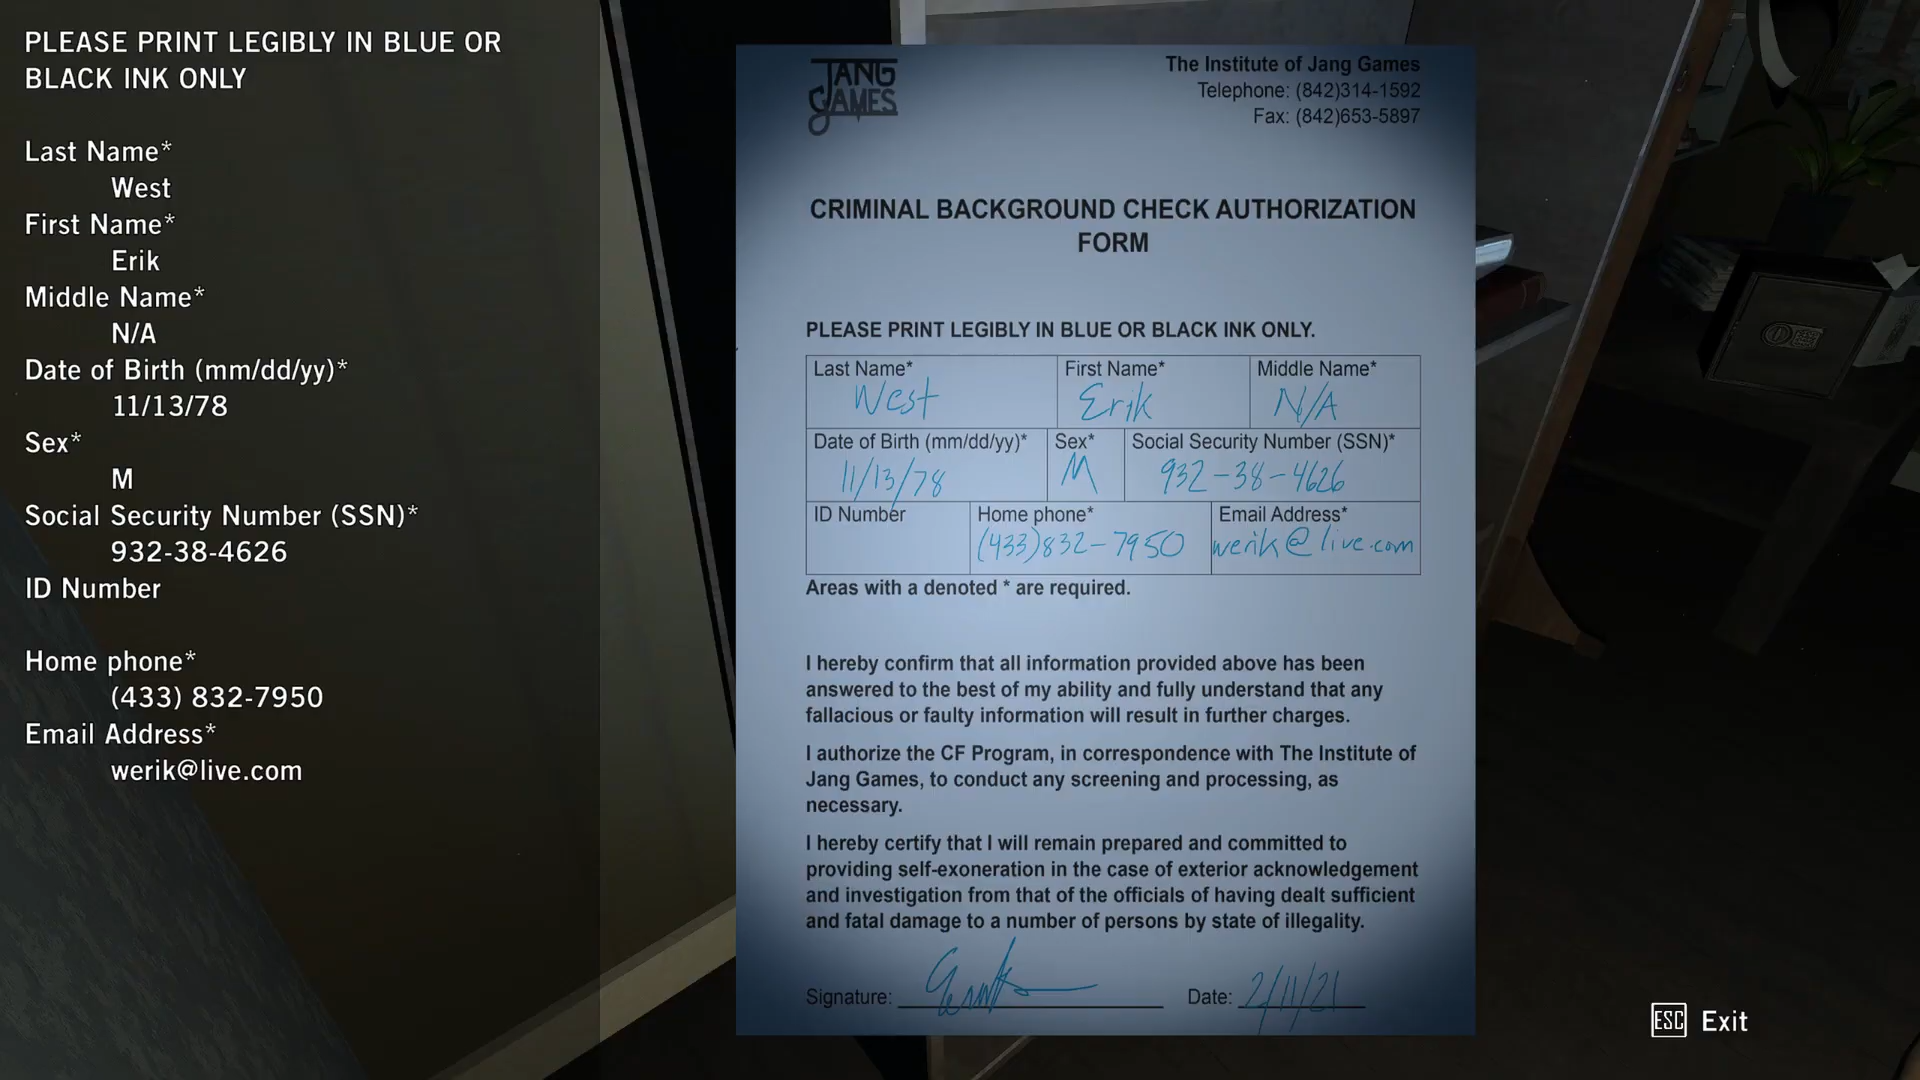 PLEASE PRINT LEGIBLY IN BLUE OR
BLACK INK ONLY
Last Name*
West
First Name*
Erik
Middle Name*
N/A
Date of Birth (mm/dd/yy)*
11/13/78
Sex*
M
Social Security Number (SSN)*
932-38-4626
ID Number
Home phone*
(433) 832-7950
Email Address*
werik@live.com
JANG
GAMES
The Institute of Jang Games
Telephone: (842)314-1592
Fax: (842)653-5897
CRIMINAL BACKGROUND CHECK AUTHORIZATION
FORM
PLEASE PRINT LEGIBLY IN BLUE OR BLACK INK ONLY.
Last Name* First Name* Middle Name*
West Erik N/A
Date of Birth (mm/dd/yy)* Sex* Social Security Number (SSN)*
11/13/78 M 932-38-4626
ID Number Home phone* Email Address*
(433)832-7950 werik@live.com
Areas with a denoted * are required.
I hereby confirm that all information provided above has been
answered to the best of my ability and fully understand that any
fallacious or faulty information will result in further charges.
I authorize the CF Program, in correspondence with The Institute of
Jang Games, to conduct any screening and processing, as
necessary.
I hereby certify that I will remain prepared and committed to
providing self-exoneration in the case of exterior acknowledgement
and investigation from that of the officials of having dealt sufficient
and fatal damage to a number of persons by state of illegality.
Signature: Date: 2/11/21
ESC Exit